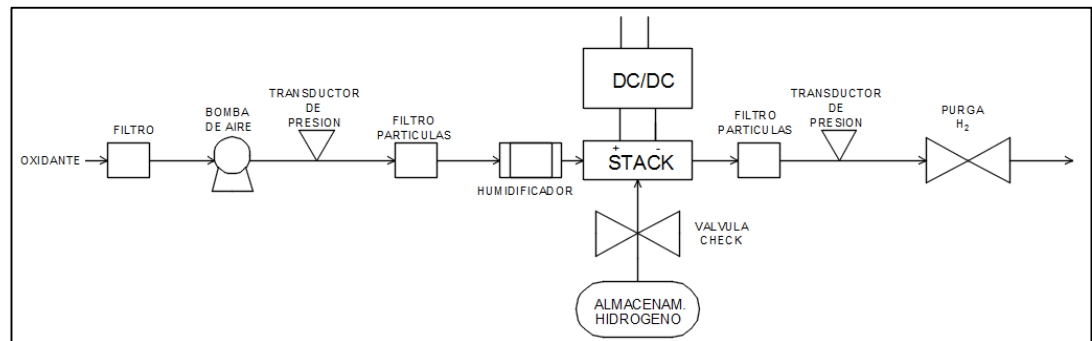 OXIDANTE
FILTRO
BOMBA
DE AIRE
TRANSDUCTOR
DE
PRESION
FILTRO
PARTICULAS
HUMIDIFICADOR
DC/DC
+ -
STACK
VALVULA
CHECK
ALMACENAM.
HIDROGENO
FILTRO
PARTICULAS
TRANSDUCTOR
DE
PRESION
PURGA
H₂